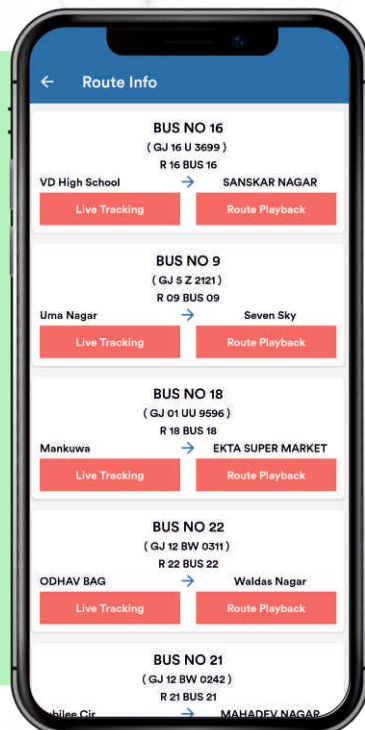 Route Info
BUS NO 16
( GJ 16 U 3699 )
R 16 BUS 16
VD High School → SANSKAR NAGAR
Live Tracking Route Playback
BUS NO 9
( GJ 5 Z 2121 )
R 09 BUS 09
Uma Nagar → Seven Sky
Live Tracking Route Playback
BUS NO 18
( GJ 01 UU 9596 )
R 18 BUS 18
Mankuwa → EKTA SUPER MARKET
Live Tracking Route Playback
BUS NO 22
( GJ 12 BW 0311 )
R 22 BUS 22
ODHAV BAG → Waldas Nagar
Live Tracking Route Playback
BUS NO 21
( GJ 12 BW 0242 )
R 21 BUS 21
Cir → MAHADEV NAGAR